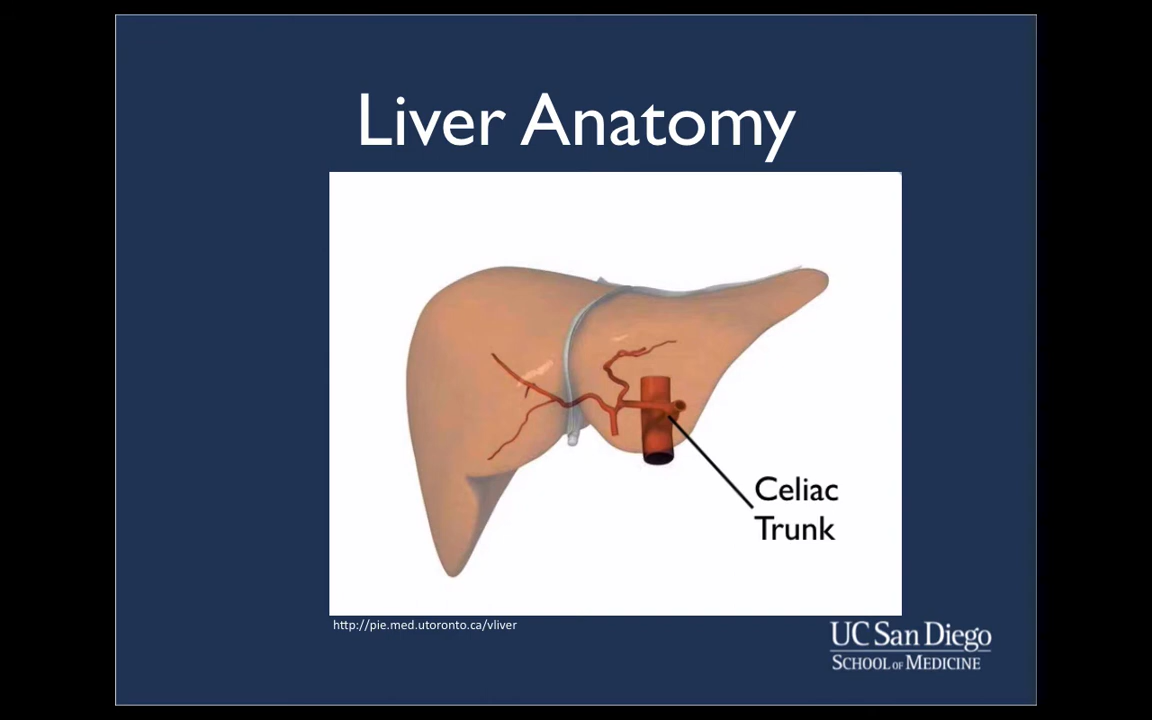 Liver Anatomy
Celiac
Trunk
http://pie.med.utoronto.ca/vliver
UC San Diego
SCHOOL OF MEDICINE